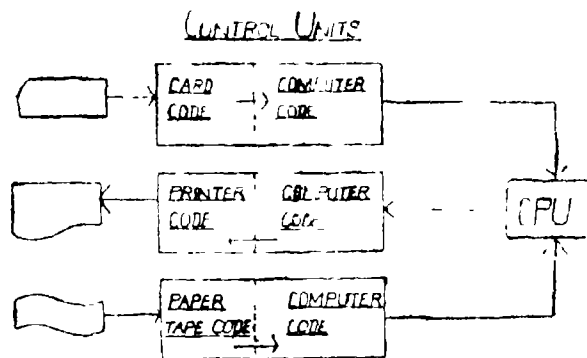 CONTROL UNITS
CARD CODE
COMPUTER CODE
PRINTER CODE
COMPUTER CODE
CPU
PAPER TAPE CODE
COMPUTER CODE